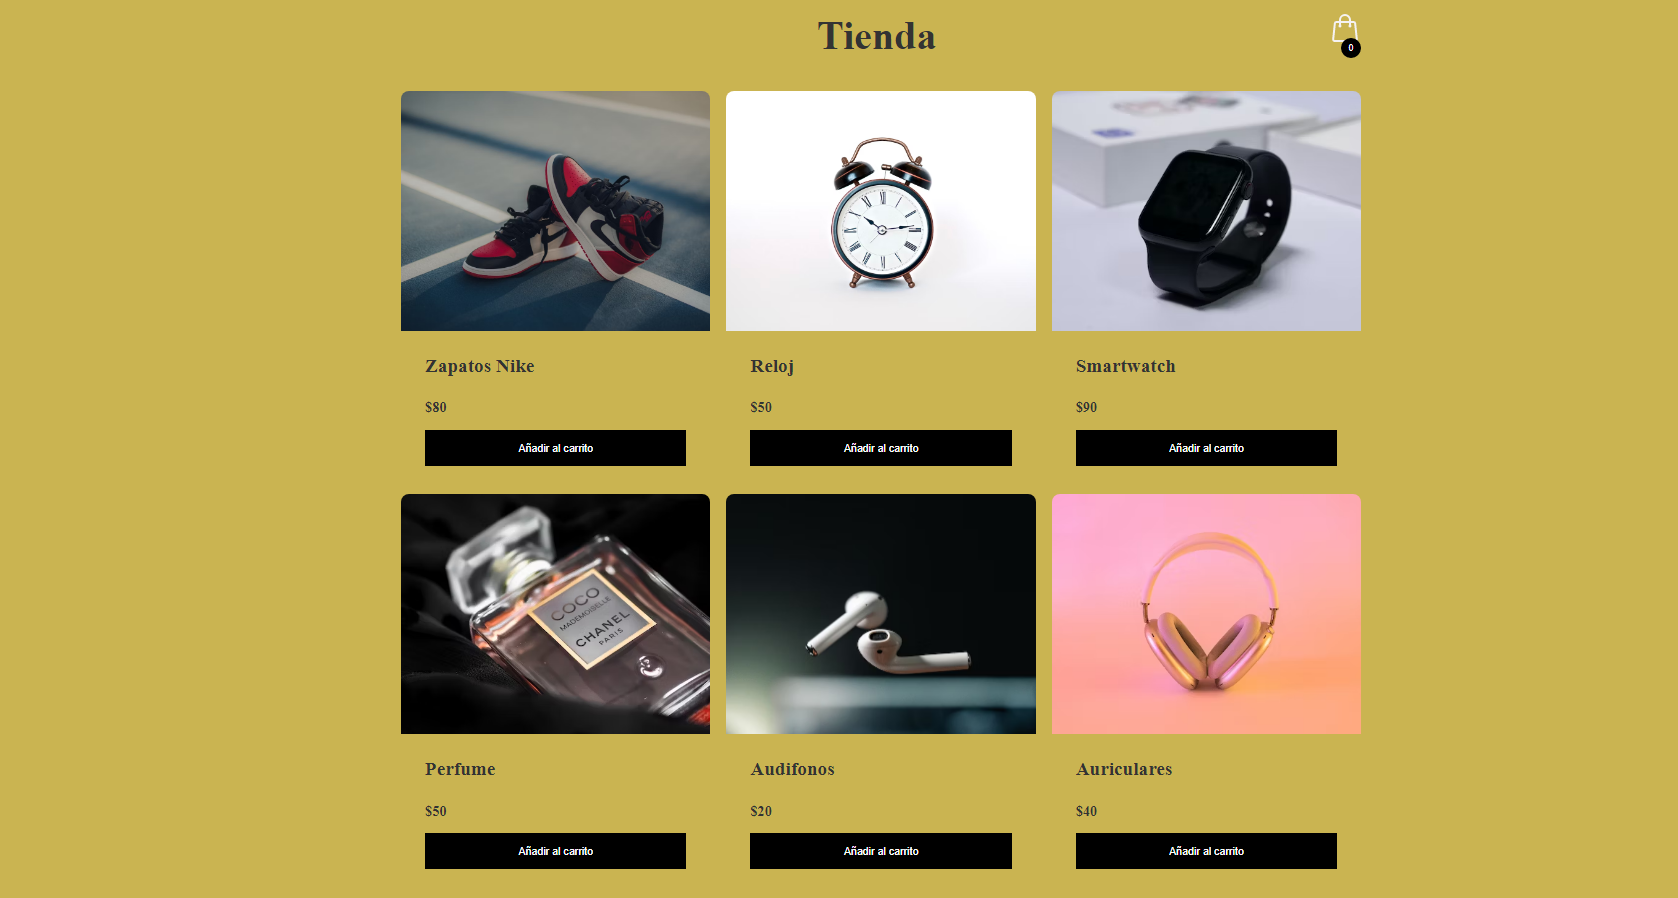 Tienda
0
Zapatos Nike
$80
Añadir al carrito
Reloj
$50
Añadir al carrito
Smartwatch
$90
Añadir al carrito
COCO
MADEMOISELLE
CHANEL
PARIS
Perfume
$50
Añadir al carrito
Audifonos
$20
Añadir al carrito
Auriculares
$40
Añadir al carrito